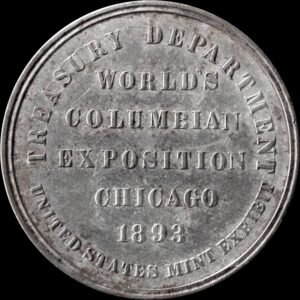 TREASURY DEPARTMENT
WORLD'S
COLUMBIAN
EXPOSITION
CHICAGO
1893
UNITED STATES MINT EXHIBIT